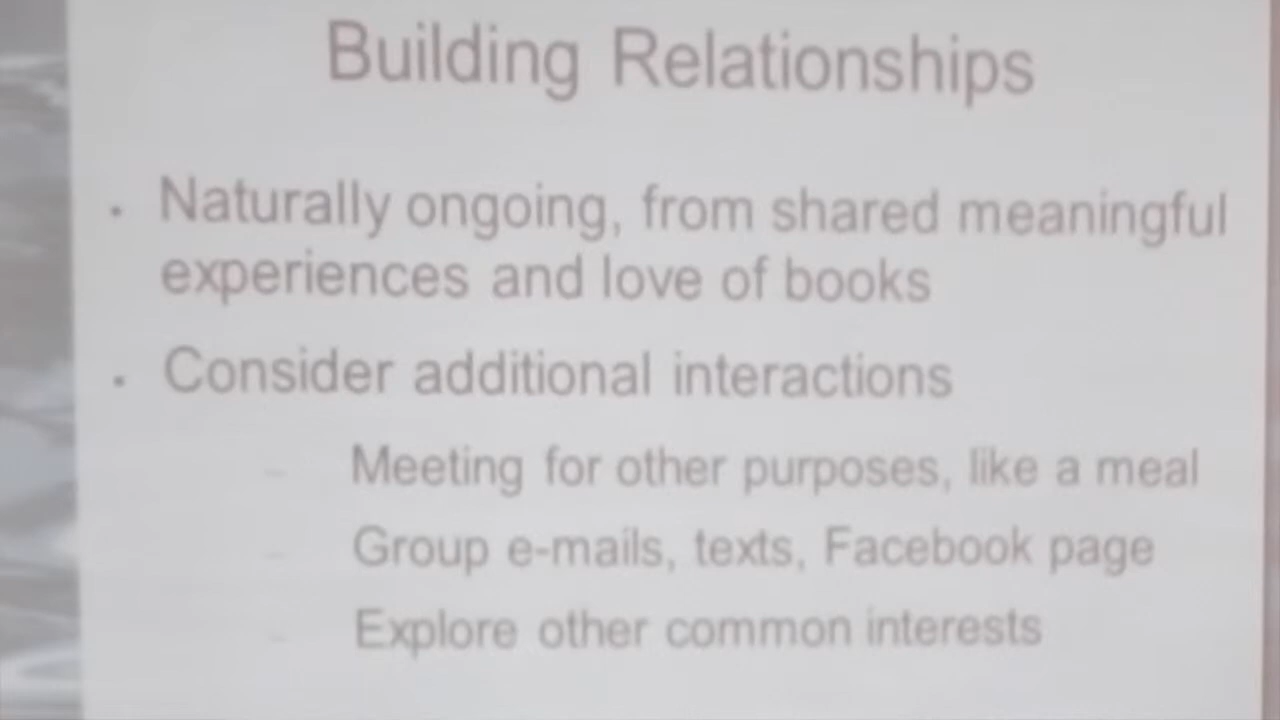 Building Relationships
• Naturally ongoing, from shared meaningful
experiences and love of books
• Consider additional interactions
– Meeting for other purposes, like a meal
– Group e-mails, texts, Facebook page
– Explore other common interests